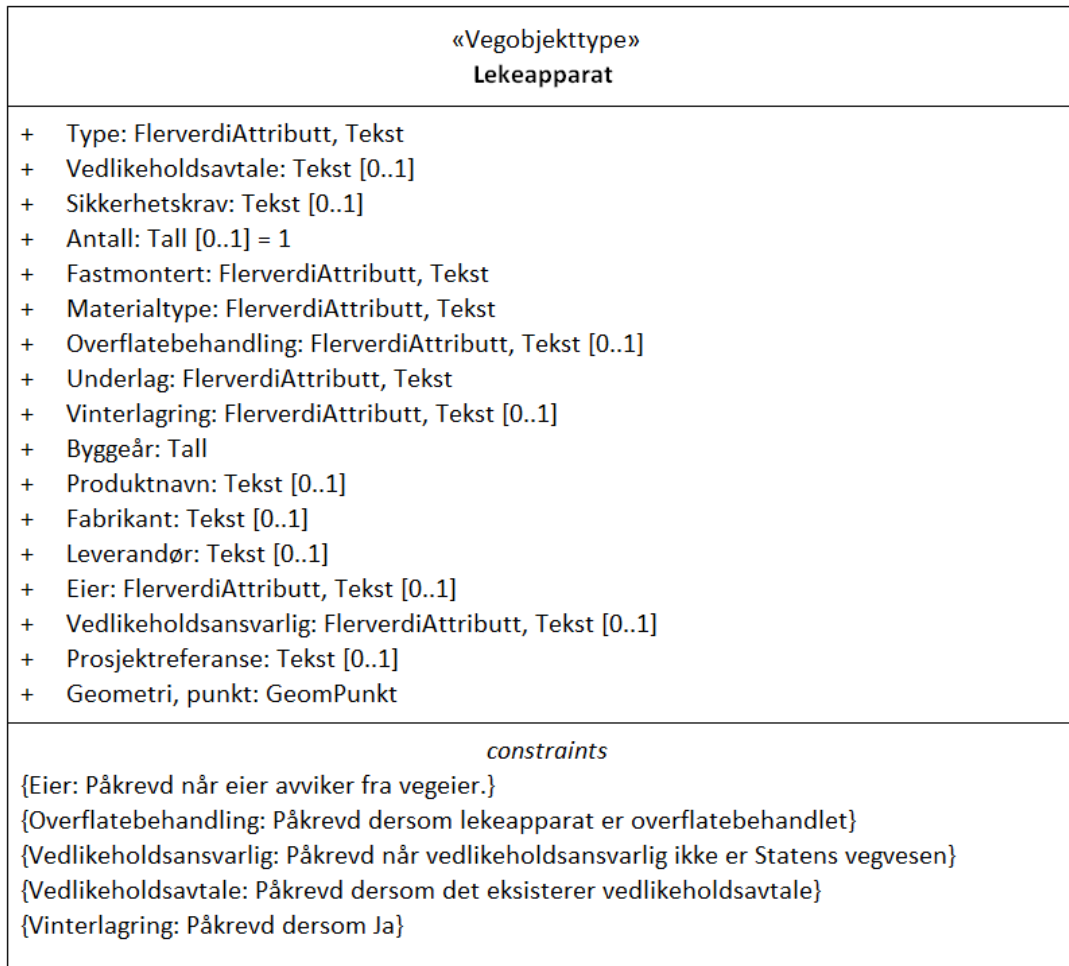 «Vegobjekttype»
Lekeapparat
+ Type: FlerverdiAttributt, Tekst
+ Vedlikeholdsavtale: Tekst [0..1]
+ Sikkerhetskrav: Tekst [0..1]
+ Antall: Tall [0..1] = 1
+ Fastmontert: FlerverdiAttributt, Tekst
+ Materialtype: FlerverdiAttributt, Tekst
+ Overflatebehandling: FlerverdiAttributt, Tekst [0..1]
+ Underlag: FlerverdiAttributt, Tekst
+ Vinterlagring: FlerverdiAttributt, Tekst [0..1]
+ Byggeår: Tall
+ Produktnavn: Tekst [0..1]
+ Fabrikant: Tekst [0..1]
+ Leverandør: Tekst [0..1]
+ Eier: FlerverdiAttributt, Tekst [0..1]
+ Vedlikeholdsansvarlig: FlerverdiAttributt, Tekst [0..1]
+ Prosjektreferanse: Tekst [0..1]
+ Geometri, punkt: GeomPunkt
constraints
{Eier: Påkrevd når eier avviker fra vegeier.}
{Overflatebehandling: Påkrevd dersom lekeapparat er overflatebehandlet}
{Vedlikeholdsansvarlig: Påkrevd når vedlikeholdsansvarlig ikke er Statens vegvesen}
{Vedlikeholdsavtale: Påkrevd dersom det eksisterer vedlikeholdsavtale}
{Vinterlagring: Påkrevd dersom Ja}